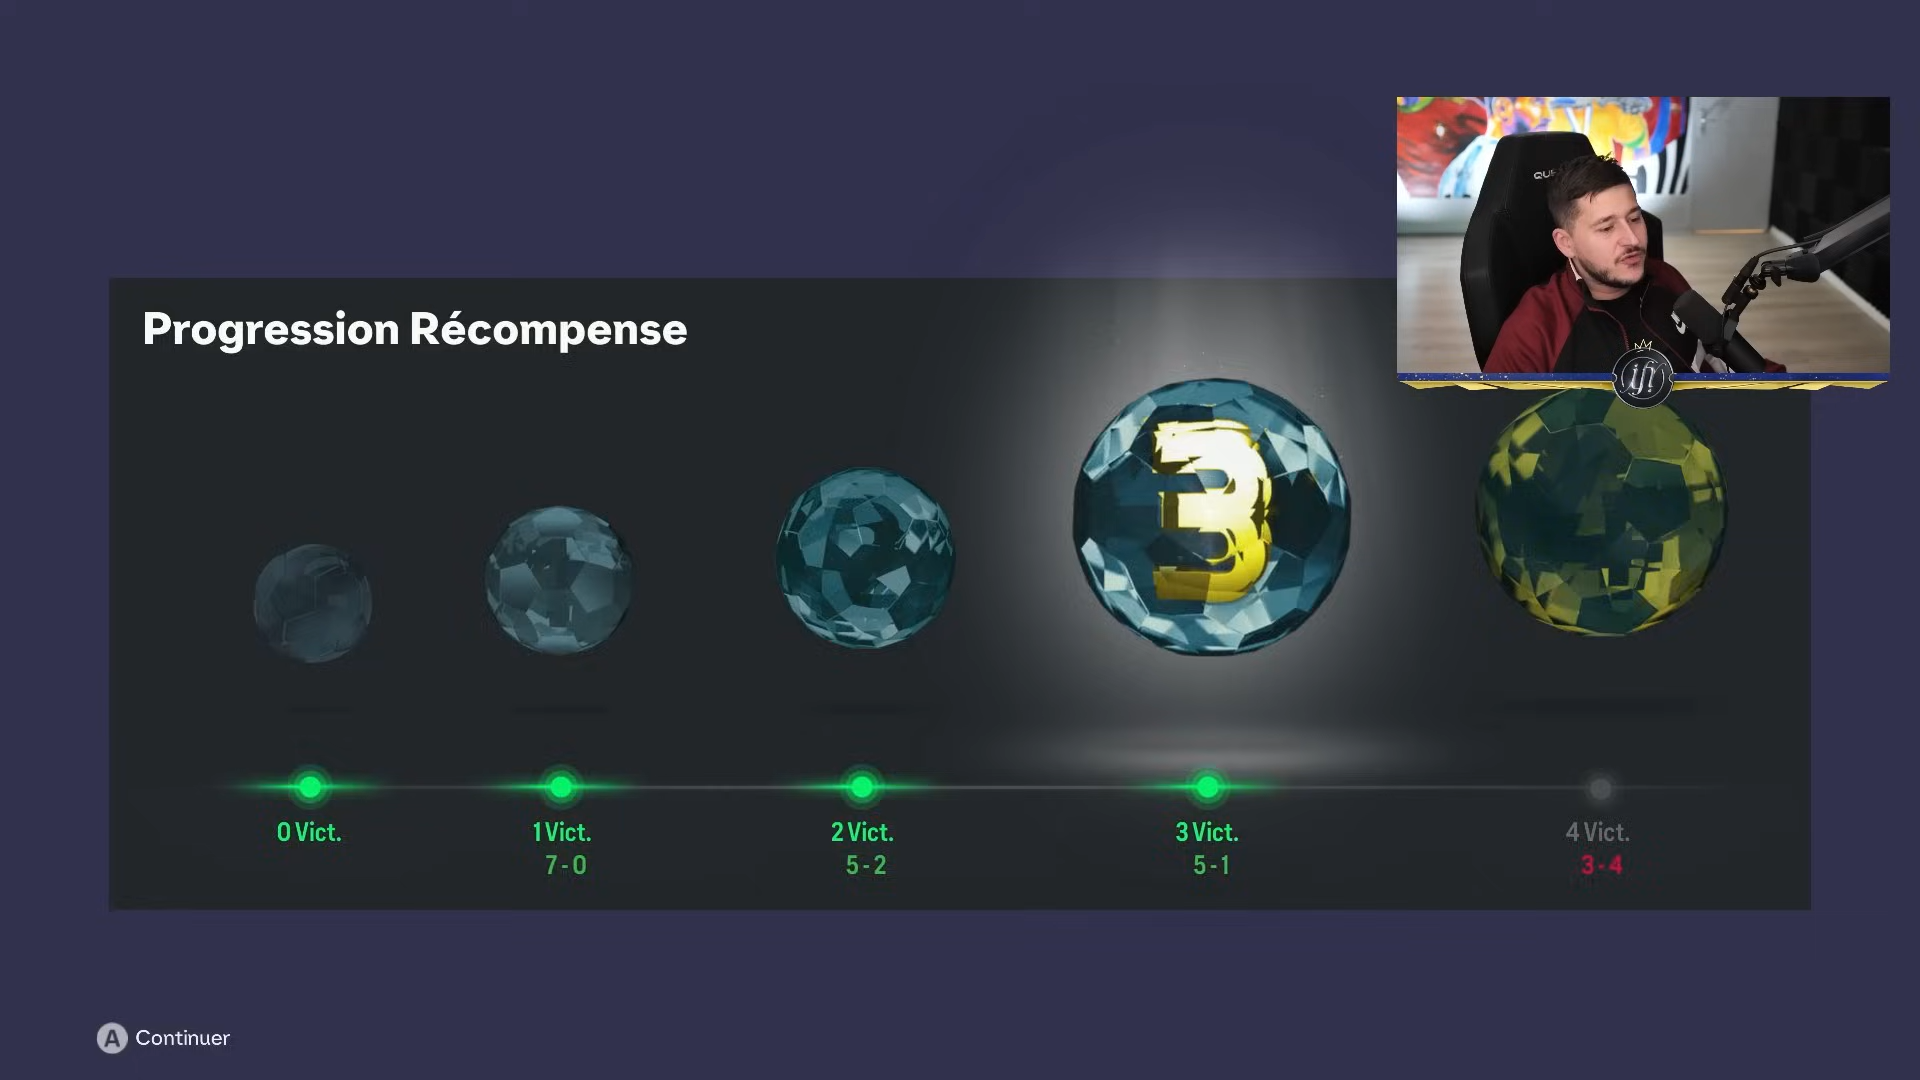 Progression Récompense
3
0 Vict.
1 Vict.
7 - 0
2 Vict.
5 - 2
3 Vict.
5 - 1
4 Vict.
3 - 4
A Continuer